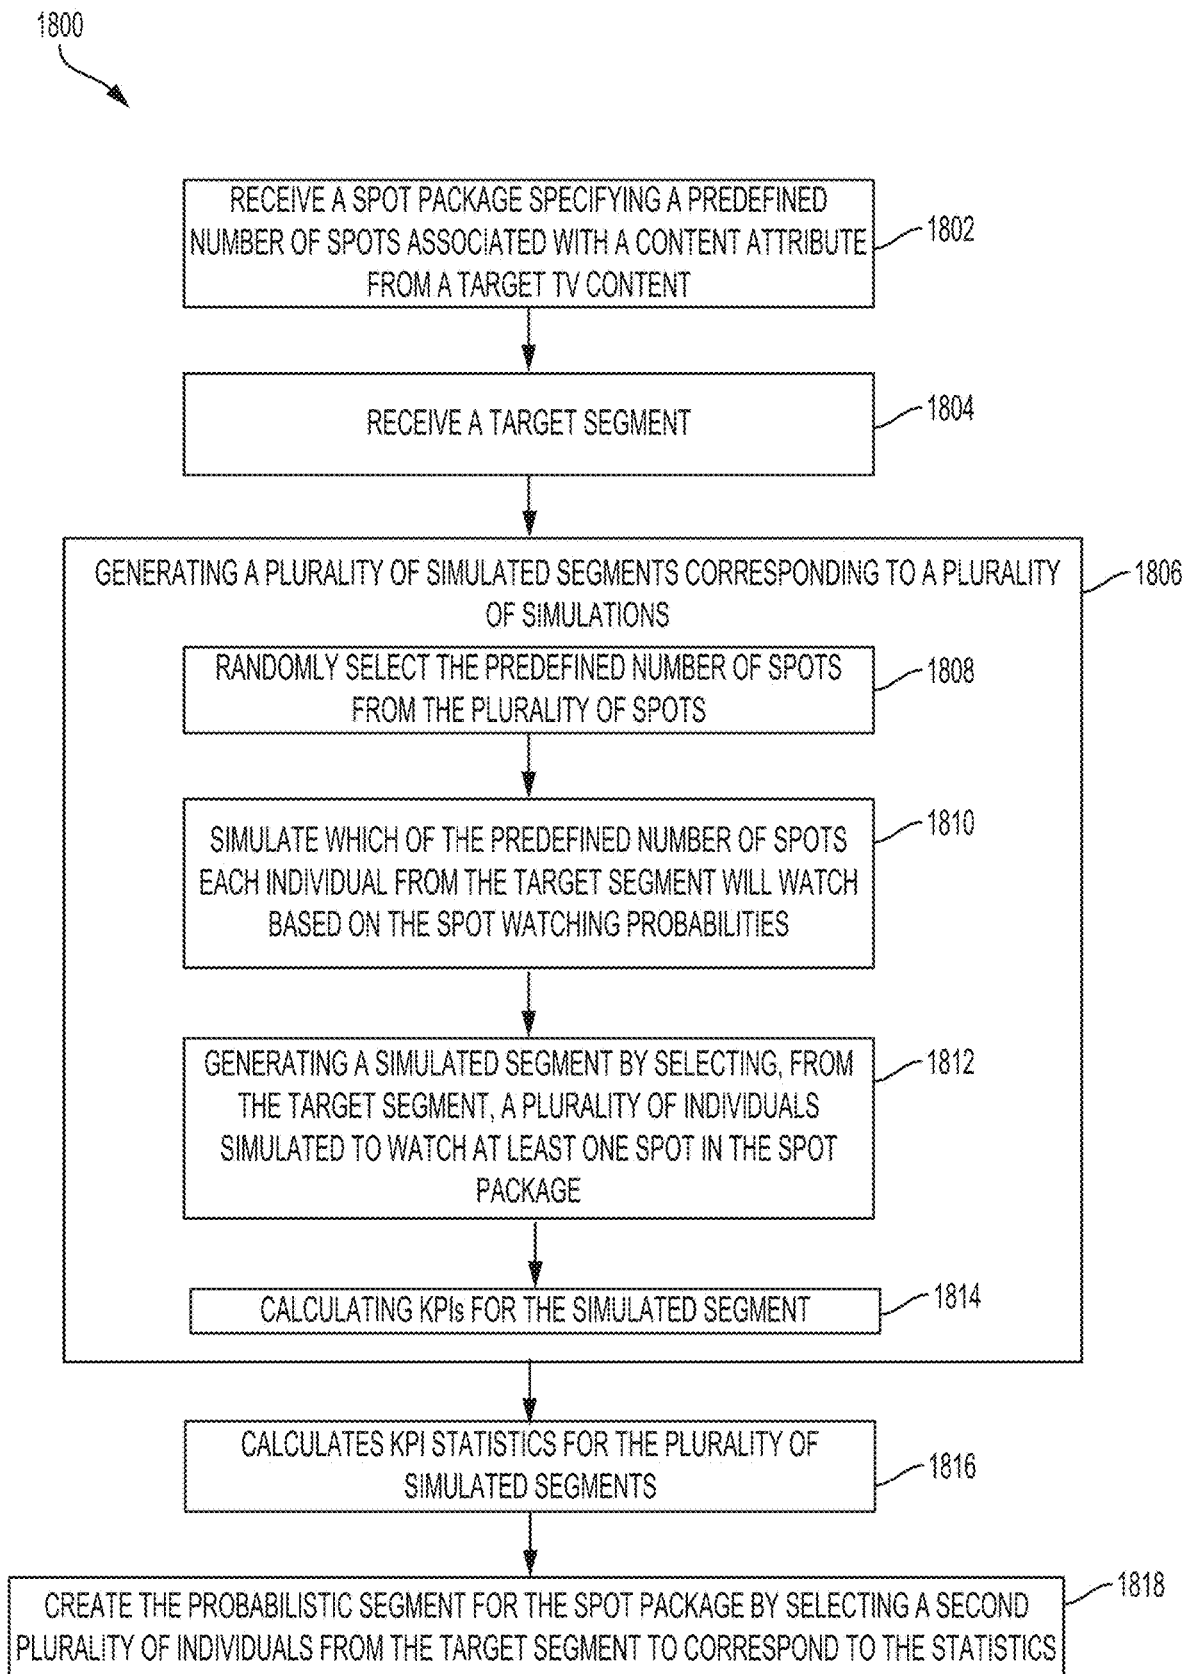 1800
RECEIVE A SPOT PACKAGE SPECIFYING A PREDEFINED
NUMBER OF SPOTS ASSOCIATED WITH A CONTENT ATTRIBUTE
FROM A TARGET TV CONTENT
1802
RECEIVE A TARGET SEGMENT
1804
GENERATING A PLURALITY OF SIMULATED SEGMENTS CORRESPONDING TO A PLURALITY
OF SIMULATIONS
1806
RANDOMLY SELECT THE PREDEFINED NUMBER OF SPOTS
FROM THE PLURALITY OF SPOTS
1808
SIMULATE WHICH OF THE PREDEFINED NUMBER OF SPOTS
EACH INDIVIDUAL FROM THE TARGET SEGMENT WILL WATCH
BASED ON THE SPOT WATCHING PROBABILITIES
1810
GENERATING A SIMULATED SEGMENT BY SELECTING, FROM
THE TARGET SEGMENT, A PLURALITY OF INDIVIDUALS
SIMULATED TO WATCH AT LEAST ONE SPOT IN THE SPOT
PACKAGE
1812
CALCULATING KPIs FOR THE SIMULATED SEGMENT
1814
CALCULATES KPI STATISTICS FOR THE PLURALITY OF
SIMULATED SEGMENTS
1816
CREATE THE PROBABILISTIC SEGMENT FOR THE SPOT PACKAGE BY SELECTING A SECOND
PLURALITY OF INDIVIDUALS FROM THE TARGET SEGMENT TO CORRESPOND TO THE STATISTICS
1818